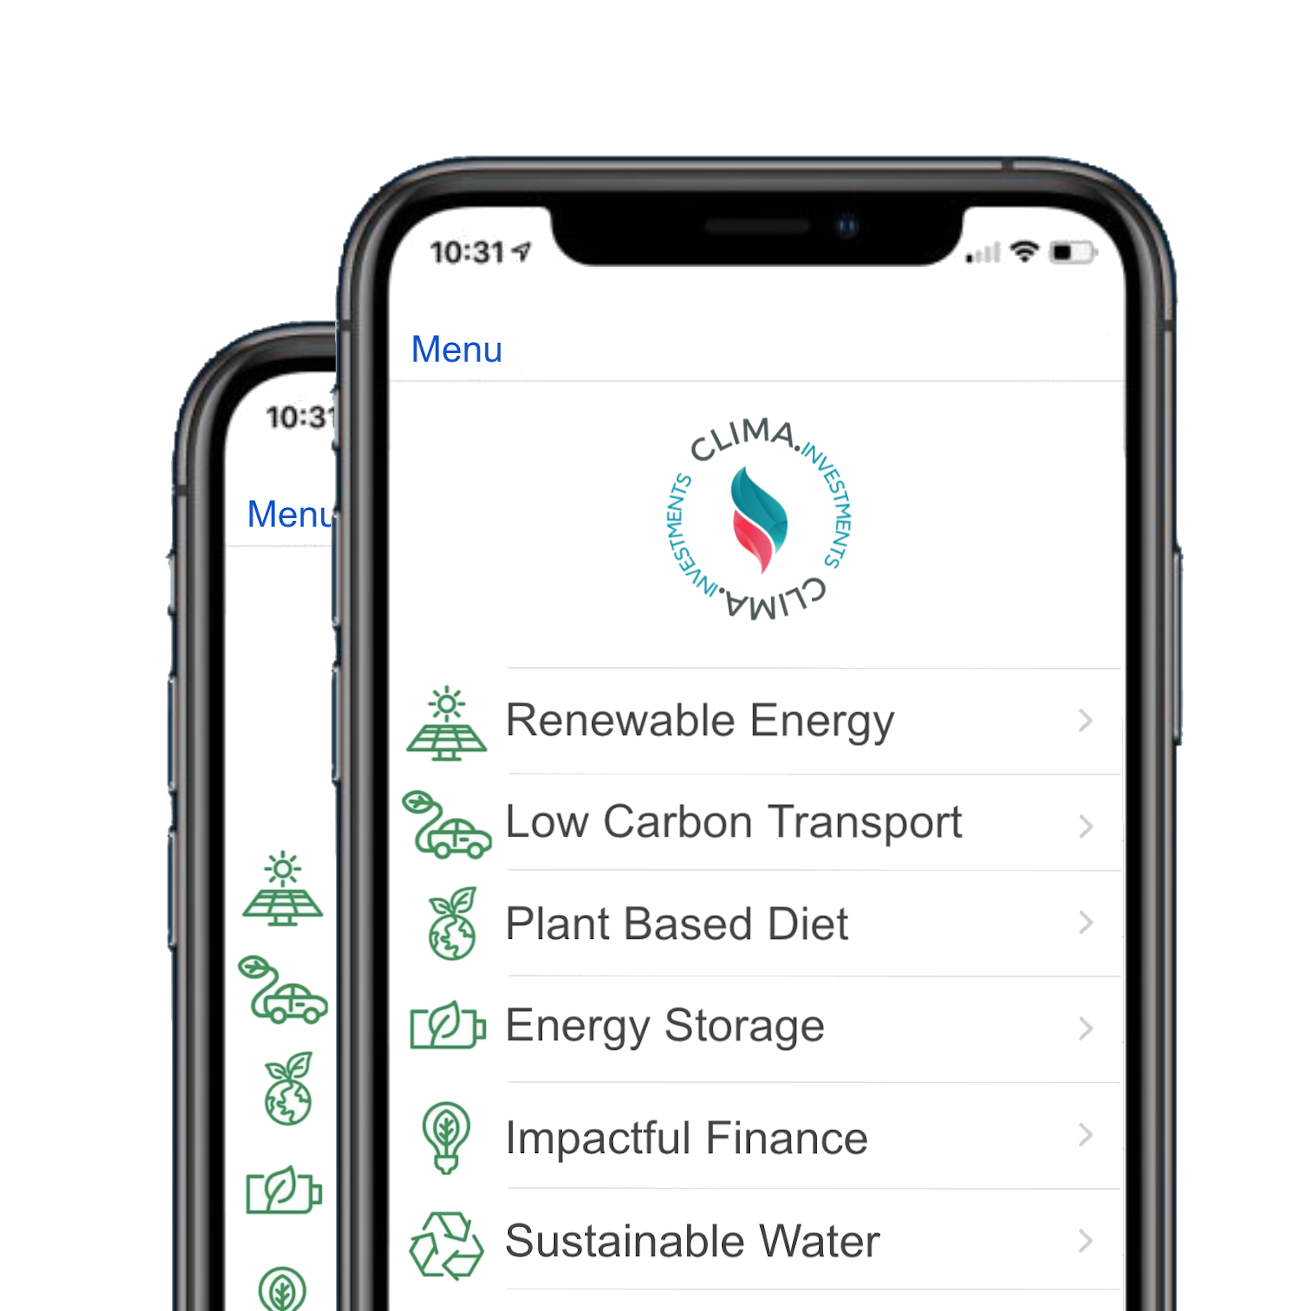 10:31
Menu
CLIMA.INVESTMENTS
CLIMA.INVESTMENTS
Renewable Energy
Low Carbon Transport
Plant Based Diet
Energy Storage
Impactful Finance
Sustainable Water
10:31
Menu